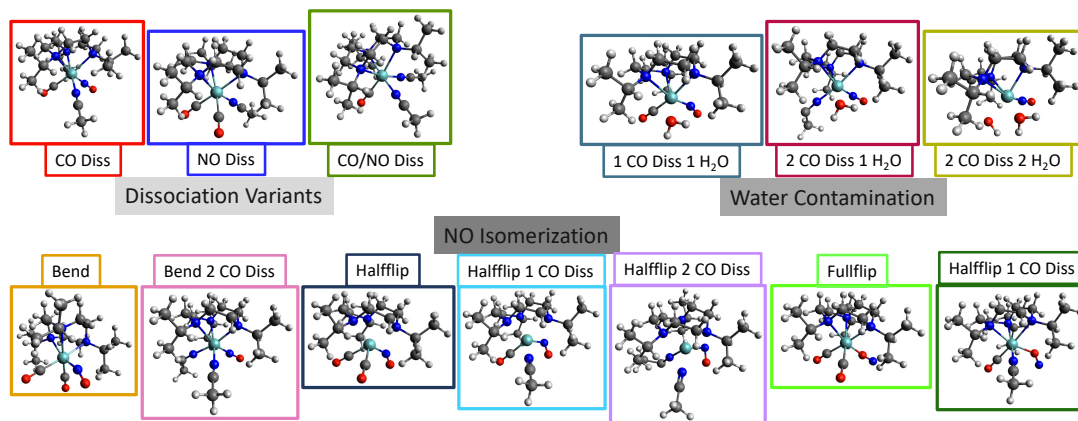 CO Diss
NO Diss
CO/NO Diss
Dissociation Variants
1 CO Diss 1 H₂O
2 CO Diss 1 H₂O
2 CO Diss 2 H₂O
Water Contamination
NO Isomerization
Bend
Bend 2 CO Diss
Halfflip
Halfflip 1 CO Diss
Halfflip 2 CO Diss
Fullflip
Halfflip 1 CO Diss